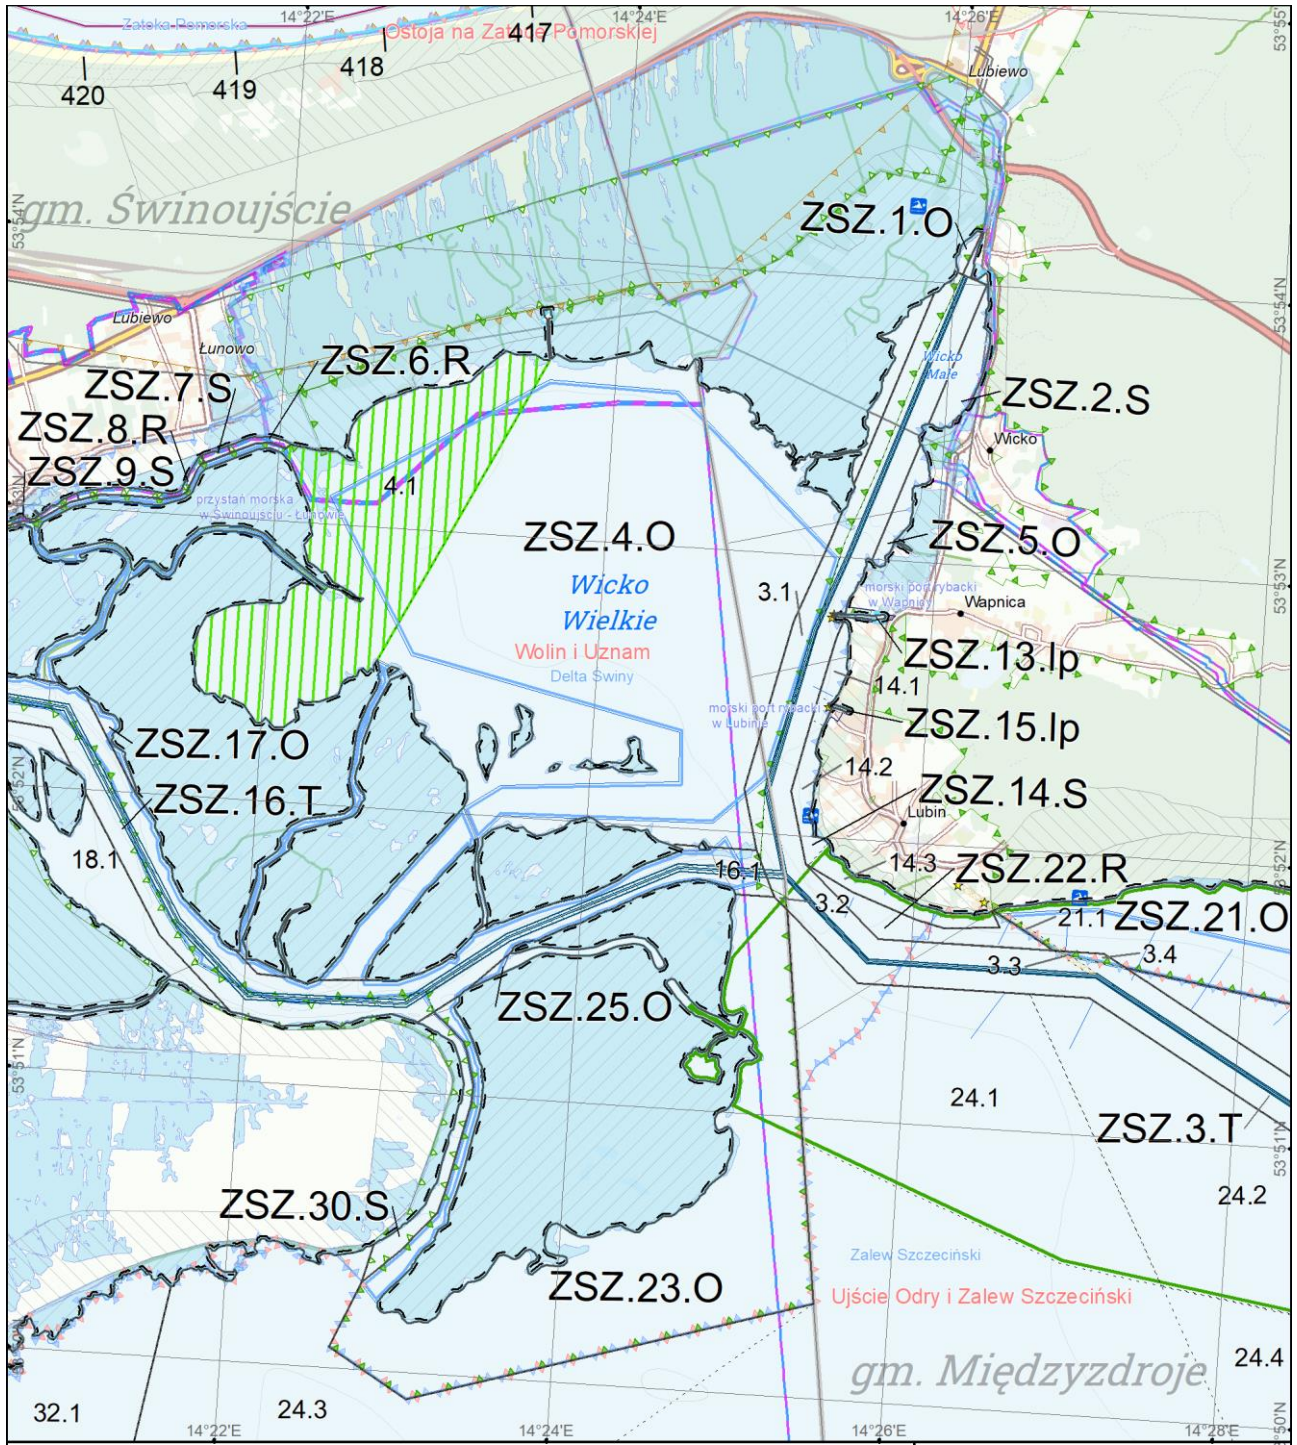 14°22'E
14°24'E
14°26'E
53°55'
Zatoka Pomorska
Ostoja na Zatoce Pomorskiej
417
418
419
420
Lubiewo
gm. Świnoujście
53°54'N
ZSZ.1.O
53°54'N
Lubiewo
Łunowo
ZSZ.6.R
Wicko
Małe
ZSZ.7.S
ZSZ.2.S
ZSZ.8.R
Wicko
ZSZ.9.S
4.1
przystań morska
w Świnoujściu - Łunowie
ZSZ.4.O
ZSZ.5.O
Wicko
Wielkie
3.1
morski port rybacki
w Wapnicy
Wapnica
53°53'N
Wolin i Uznam
Delta Świny
ZSZ.13.Ip
14.1
morski port rybacki
w Lubinie
ZSZ.15.Ip
ZSZ.17.O
14.2
53°52'N
ZSZ.16.T
ZSZ.14.S
Lubin
18.1
16.1
14.3
ZSZ.22.R
53°52'N
3.2
21.1
ZSZ.21.O
3.3
3.4
ZSZ.25.O
53°51'N
24.1
ZSZ.3.T
53°51'N
24.2
ZSZ.30.S
Zalew Szczeciński
ZSZ.23.O
Ujście Odry i Zalew Szczeciński
gm. Międzyzdroje
24.4
32.1
24.3
14°22'E
14°24'E
14°26'E
14°28'E
53°50'N